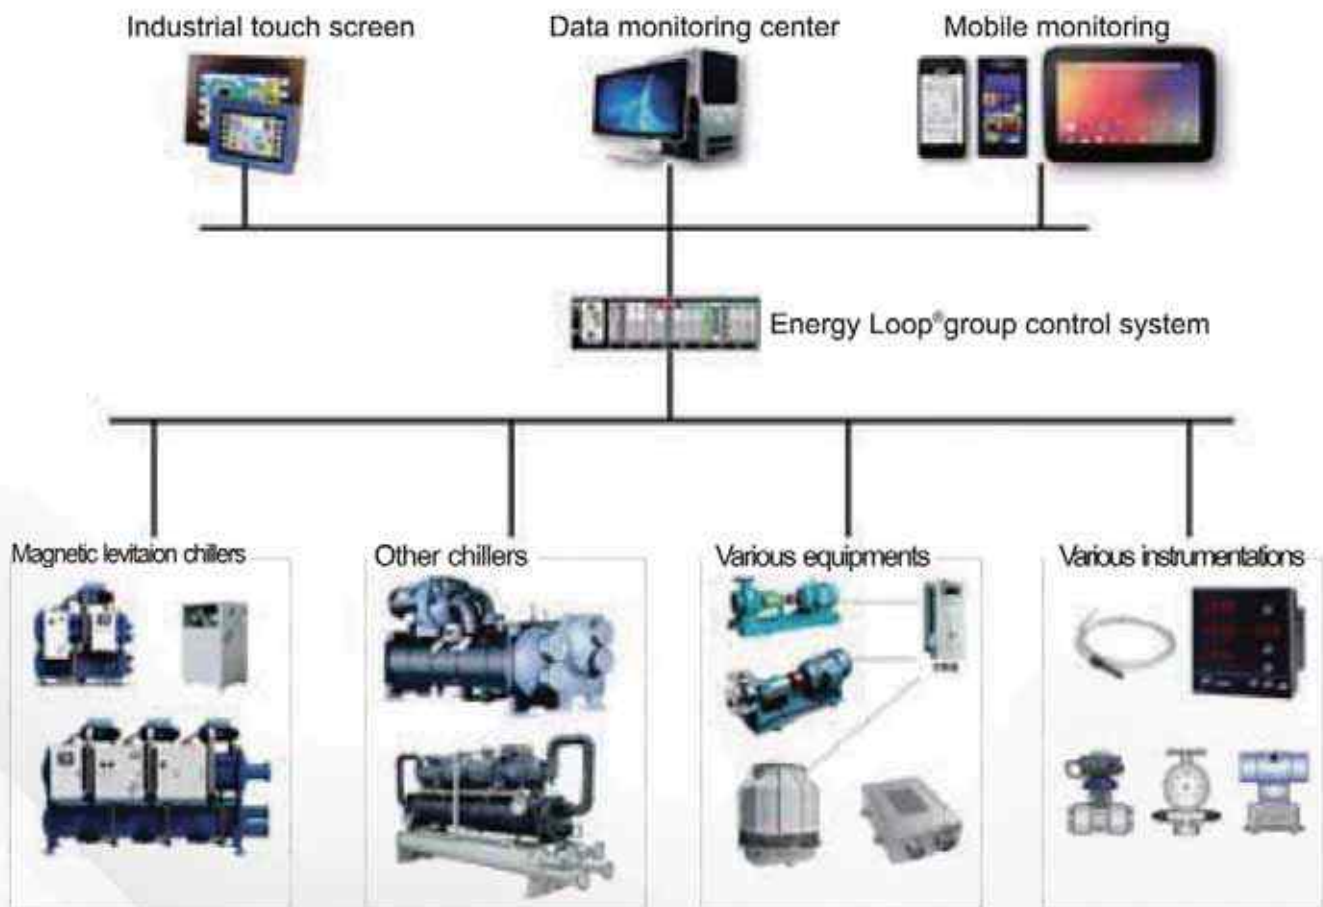 Industrial touch screen
Data monitoring center
Mobile monitoring
Energy Loop®group control system
Magnetic levitaion chillers
Other chillers
Various equipments
Various instrumentations